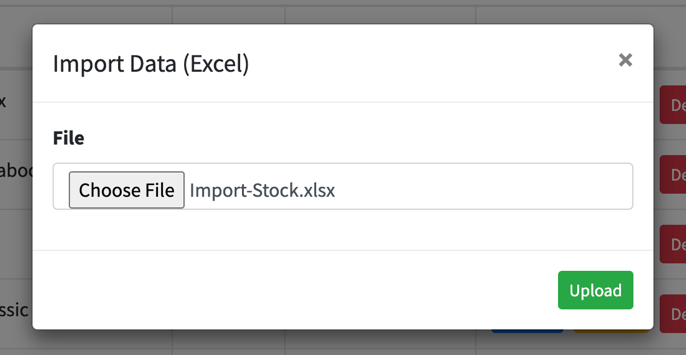 Import Data (Excel)
×
File
Choose File Import-Stock.xlsx
Upload